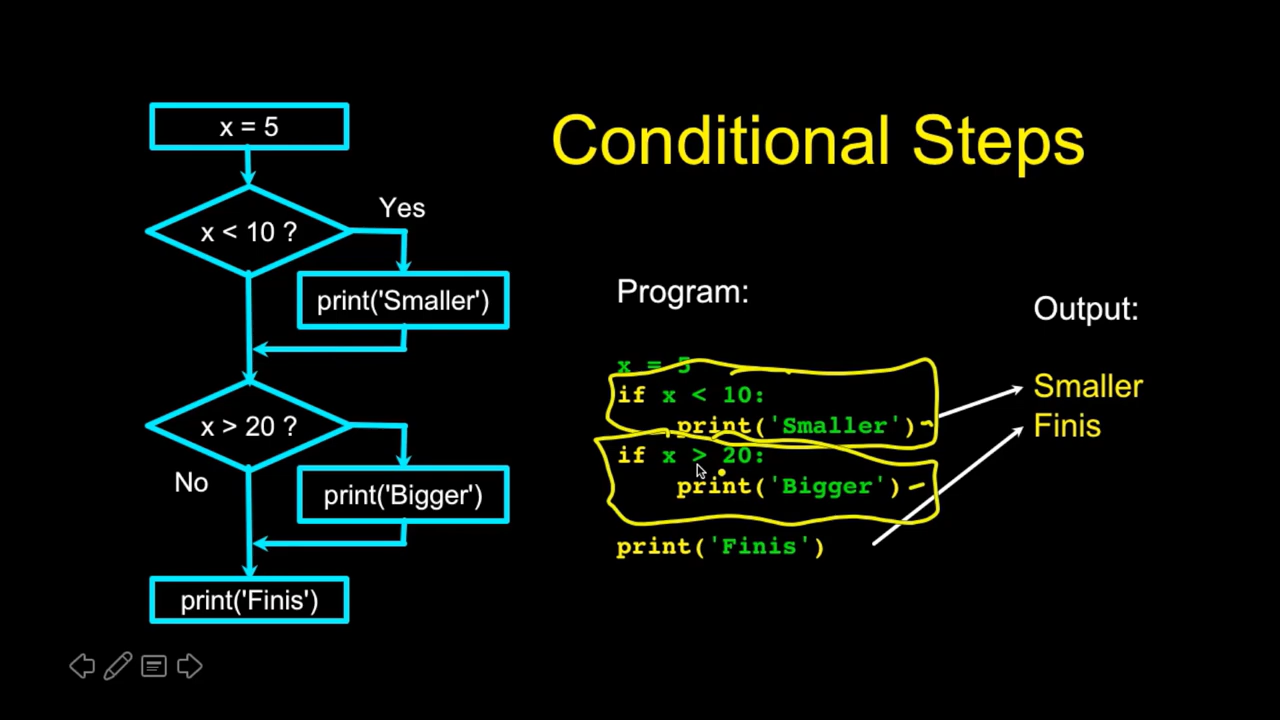 Conditional Steps
x = 5
x < 10 ?
Yes
print('Smaller')
x > 20 ?
No
print('Bigger')
print('Finis')
Program:
x = 5
if x < 10:
    print('Smaller')
if x > 20:
    print('Bigger')
print('Finis')
Output:
Smaller
Finis